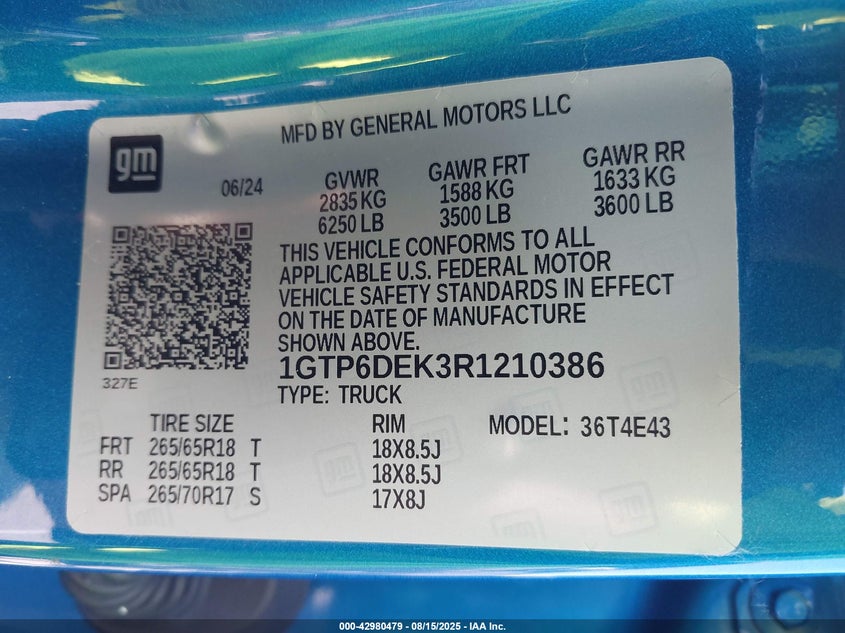 MFD BY GENERAL MOTORS LLC
gm
06/24 GVWR GAWR FRT GAWR RR
2835 KG 1588 KG 1633 KG
6250 LB 3500 LB 3600 LB
THIS VEHICLE CONFORMS TO ALL
APPLICABLE U.S. FEDERAL MOTOR
VEHICLE SAFETY STANDARDS IN EFFECT
ON THE DATE OF MANUFACTURE
SHOWN ABOVE.
327E
1GTP6DEK3R1210386
TYPE: TRUCK
TIRE SIZE RIM MODEL: 36T4E43
FRT 265/65R18 T 18X8.5J
RR 265/65R18 T 18X8.5J
SPA 265/70R17 S 17X8J
000-42980479 - 08/15/2025 - IAA Inc.